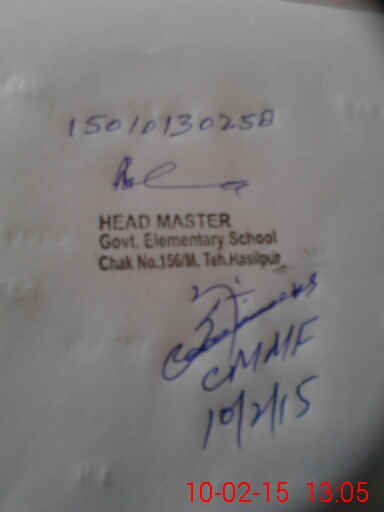 15010130258
HEAD MASTER
Govt. Elementary School
Chak No.156/M, Teh.Hasilpur
CMMF
10/2/15
10-02-15 13:05